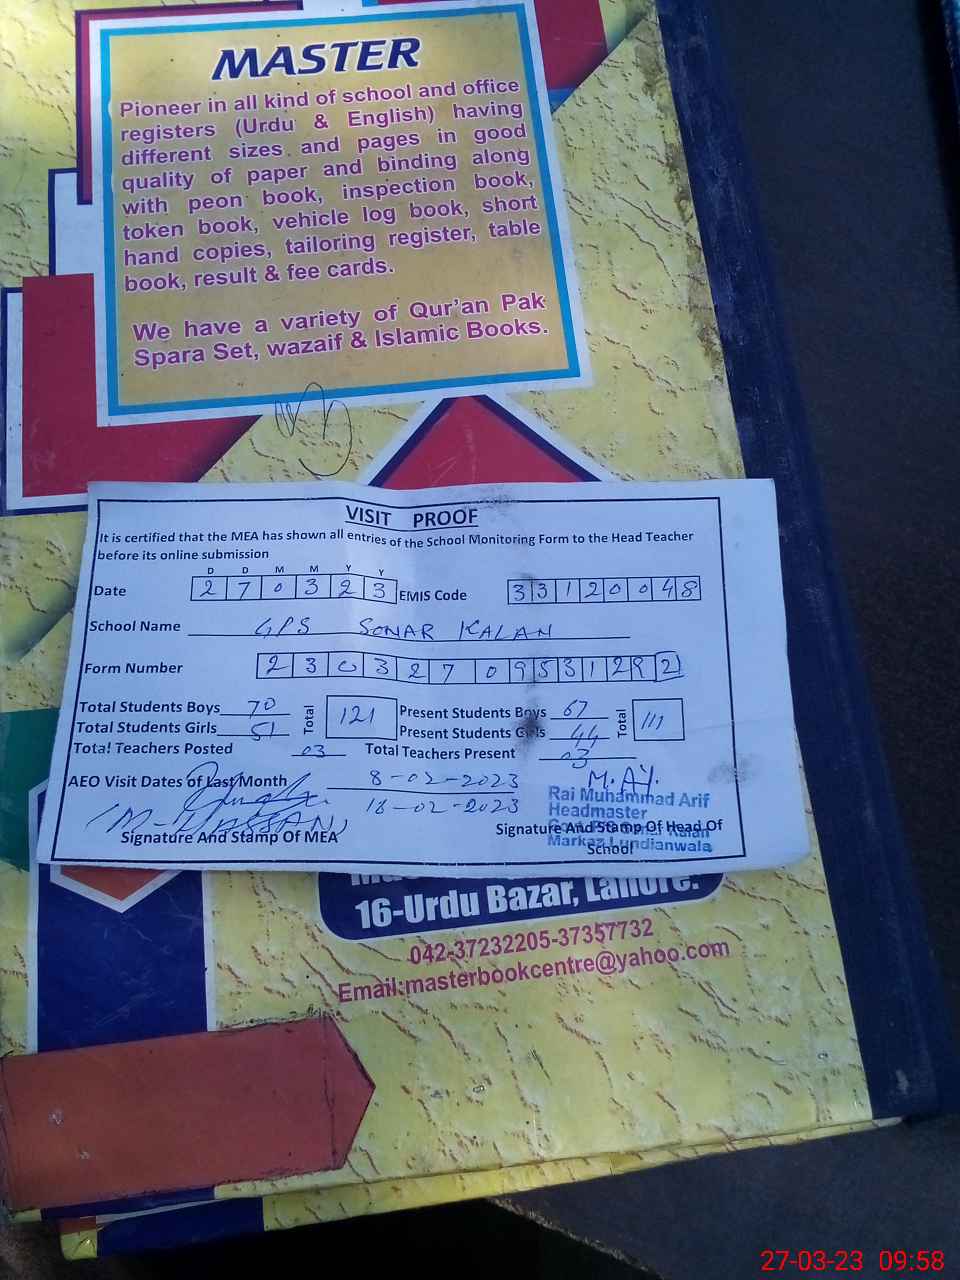 MASTER
Pioneer in all kind of school and office
registers (Urdu & English) having
different sizes and pages in good
quality of paper and binding along
with peon book, inspection book,
token book, vehicle log book, short
hand copies, tailoring register, table
book, result & fee cards.
We have a variety of Qur'an Pak
Spara Set, wazaif & Islamic Books.
VISIT PROOF
It is certified that the MEA has shown all entries of the School Monitoring Form to the Head Teacher
before its online submission
D D M M Y Y
Date 2 7 0 3 2 3 EMIS Code 3 3 1 2 0 0 4 8
School Name GPS SONAR KALAN
Form Number 2 3 0 3 2 7 0 9 5 3 1 2 9 2
Total Students Boys 70 Total 121 Present Students Boys 67 Total 111
Total Students Girls 51 Present Students Girls 44
Total Teachers Posted 03 Total Teachers Present 03
AEO Visit Dates of Last Month 8-02-2023
18-02-2023
Rai Muhammad Arif
Headmaster
Kalan
Markaz Lundianwala
(M-HASSAN)
Signature And Stamp Of MEA Signature And Stamp Of Head Of
School
16-Urdu Bazar, Lahore.
042-37232205-37357732
Email:masterbookcentre@yahoo.com
27-03-23 09:58